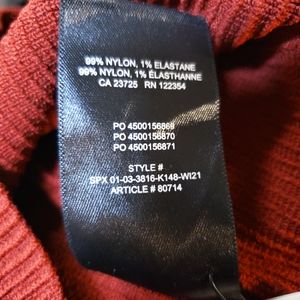 99% NYLON, 1% ELASTANE
99% NYLON, 1% ÉLASTHANNE
CA 23725 RN 122354
PO 4500156869
PO 4500156870
PO 4500156871
STYLE #
SPX 01-03-3816-K148-WI21
ARTICLE # 80714